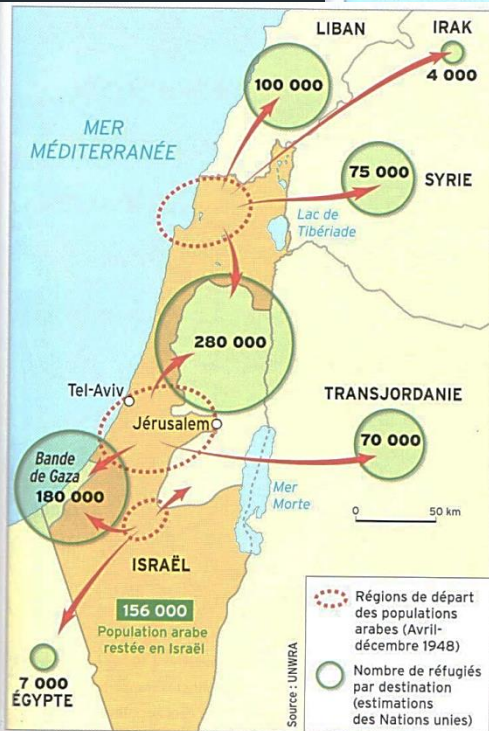 LIBAN
IRAK
100 000
4 000
MER
MÉDITERRANÉE
75 000
SYRIE
Lac de
Tibériade
280 000
Tel-Aviv
TRANSJORDANIE
Jérusalem
70 000
Bande
de Gaza
180 000
Mer
Morte
0 50 km
ISRAËL
156 000
Population arabe
restée en Israël
7 000
ÉGYPTE
Source : UNWRA
Régions de départ
des populations
arabes (Avril-
décembre 1948)
Nombre de réfugiés
par destination
(estimations
des Nations unies)